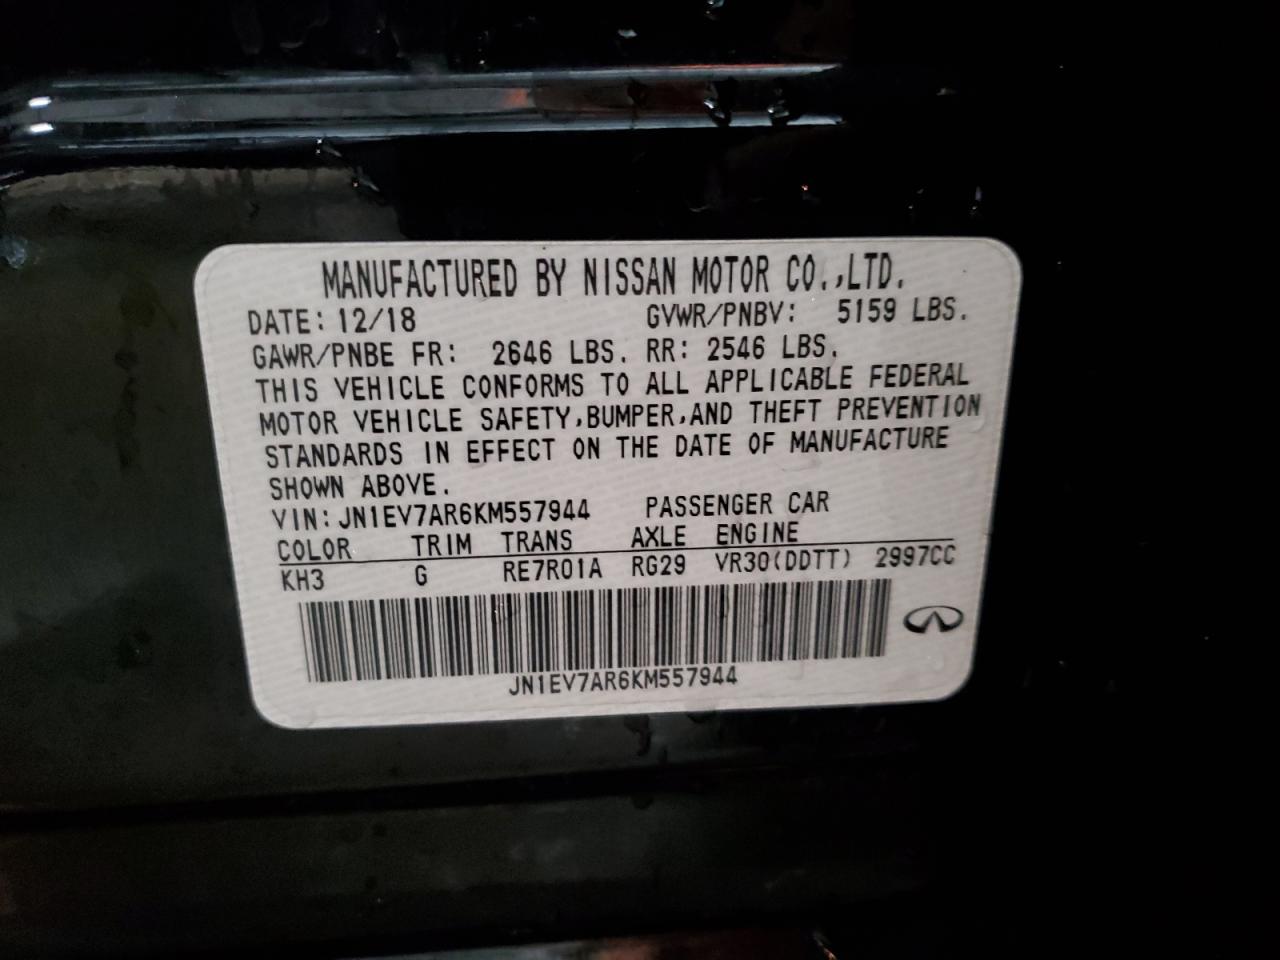 MANUFACTURED BY NISSAN MOTOR CO.,LTD.
DATE: 12/18 GVWR/PNBV: 5159 LBS.
GAWR/PNBE FR: 2646 LBS. RR: 2546 LBS.
THIS VEHICLE CONFORMS TO ALL APPLICABLE FEDERAL
MOTOR VEHICLE SAFETY,BUMPER,AND THEFT PREVENTION
STANDARDS IN EFFECT ON THE DATE OF MANUFACTURE
SHOWN ABOVE.
VIN: JN1EV7AR6KM557944 PASSENGER CAR
COLOR TRIM TRANS AXLE ENGINE
KH3 G RE7R01A RG29 VR30(DDTT) 2997CC
JN1EV7AR6KM557944